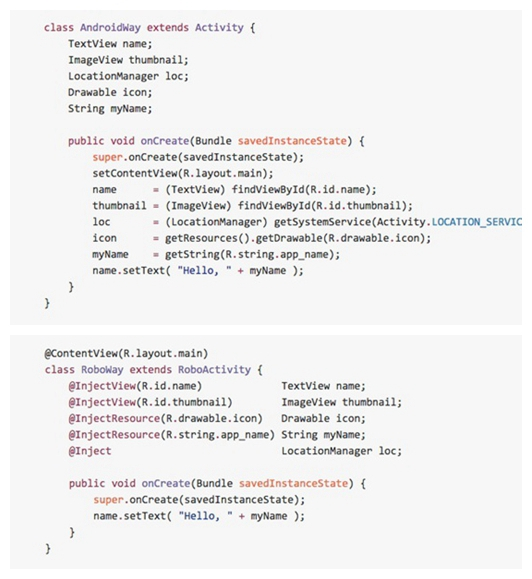 class AndroidWay extends Activity {
TextView name;
ImageView thumbnail;
LocationManager loc;
Drawable icon;
String myName;
public void onCreate(Bundle savedInstanceState) {
super.onCreate(savedInstanceState);
setContentView(R.layout.main);
name = (TextView) findViewById(R.id.name);
thumbnail = (ImageView) findViewById(R.id.thumbnail);
loc = (LocationManager) getSystemService(Activity.LOCATION_SERVIC
icon = getResources().getDrawable(R.drawable.icon);
myName = getString(R.string.app_name);
name.setText( "Hello, " + myName );
}
}
@ContentView(R.layout.main)
class RoboWay extends RoboActivity {
@InjectView(R.id.name) TextView name;
@InjectView(R.id.thumbnail) ImageView thumbnail;
@InjectResource(R.drawable.icon) Drawable icon;
@InjectResource(R.string.app_name) String myName;
@Inject LocationManager loc;
public void onCreate(Bundle savedInstanceState) {
super.onCreate(savedInstanceState);
name.setText( "Hello, " + myName );
}
}